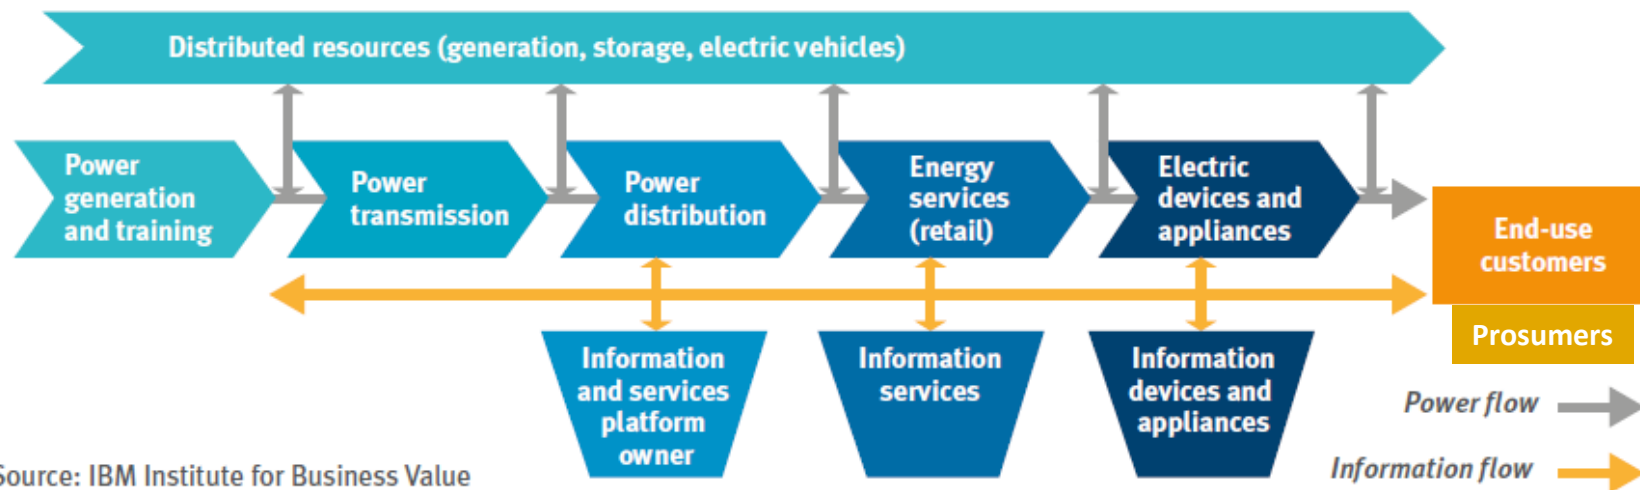 Distributed resources (generation, storage, electric vehicles)
Power
generation
and training
Power
transmission
Power
distribution
Energy
services
(retail)
Electric
devices and
appliances
End-use
customers
Prosumers
Information
and services
platform
owner
Information
services
Information
devices and
appliances
Power flow
Information flow
Source: IBM Institute for Business Value